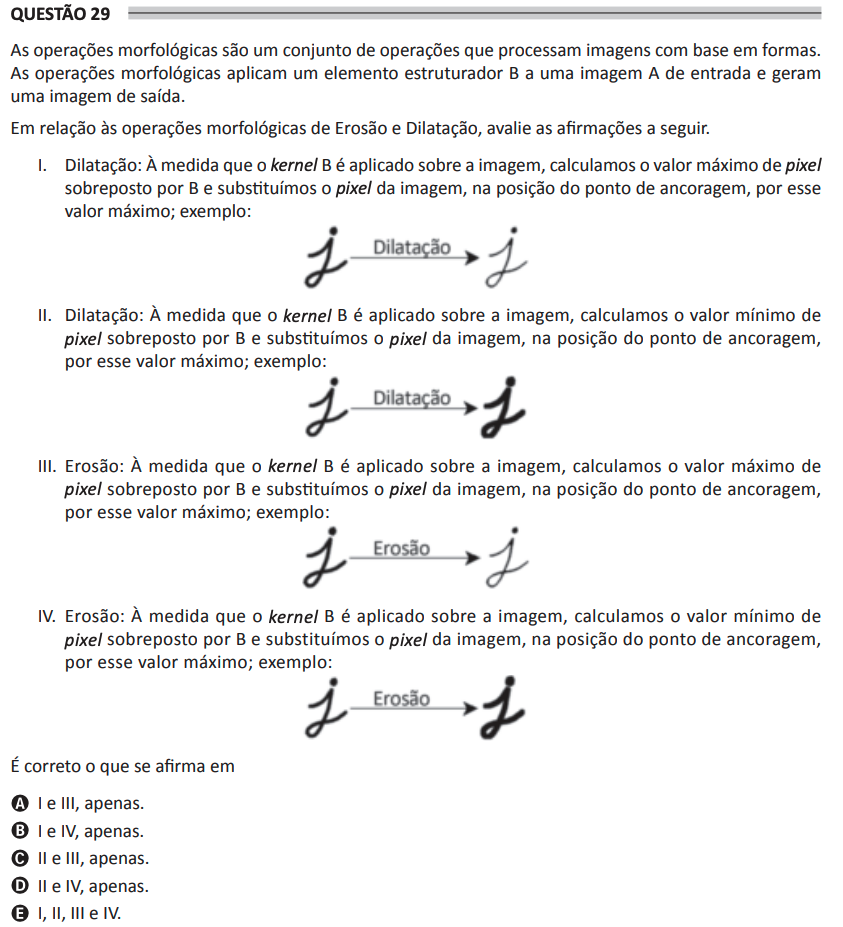 QUESTÃO 29
As operações morfológicas são um conjunto de operações que processam imagens com base em formas.
As operações morfológicas aplicam um elemento estruturador B a uma imagem A de entrada e geram
uma imagem de saída.
Em relação às operações morfológicas de Erosão e Dilatação, avalie as afirmações a seguir.
I. Dilatação: À medida que o kernel B é aplicado sobre a imagem, calculamos o valor máximo de pixel
sobreposto por B e substituímos o pixel da imagem, na posição do ponto de ancoragem, por esse
valor máximo; exemplo:
j Dilatação j
II. Dilatação: À medida que o kernel B é aplicado sobre a imagem, calculamos o valor mínimo de
pixel sobreposto por B e substituímos o pixel da imagem, na posição do ponto de ancoragem,
por esse valor máximo; exemplo:
j Dilatação j
III. Erosão: À medida que o kernel B é aplicado sobre a imagem, calculamos o valor máximo de
pixel sobreposto por B e substituímos o pixel da imagem, na posição do ponto de ancoragem,
por esse valor máximo; exemplo:
j Erosão j
IV. Erosão: À medida que o kernel B é aplicado sobre a imagem, calculamos o valor mínimo de
pixel sobreposto por B e substituímos o pixel da imagem, na posição do ponto de ancoragem,
por esse valor máximo; exemplo:
j Erosão j
É correto o que se afirma em
A I e III, apenas.
B I e IV, apenas.
C II e III, apenas.
D II e IV, apenas.
E I, II, III e IV.